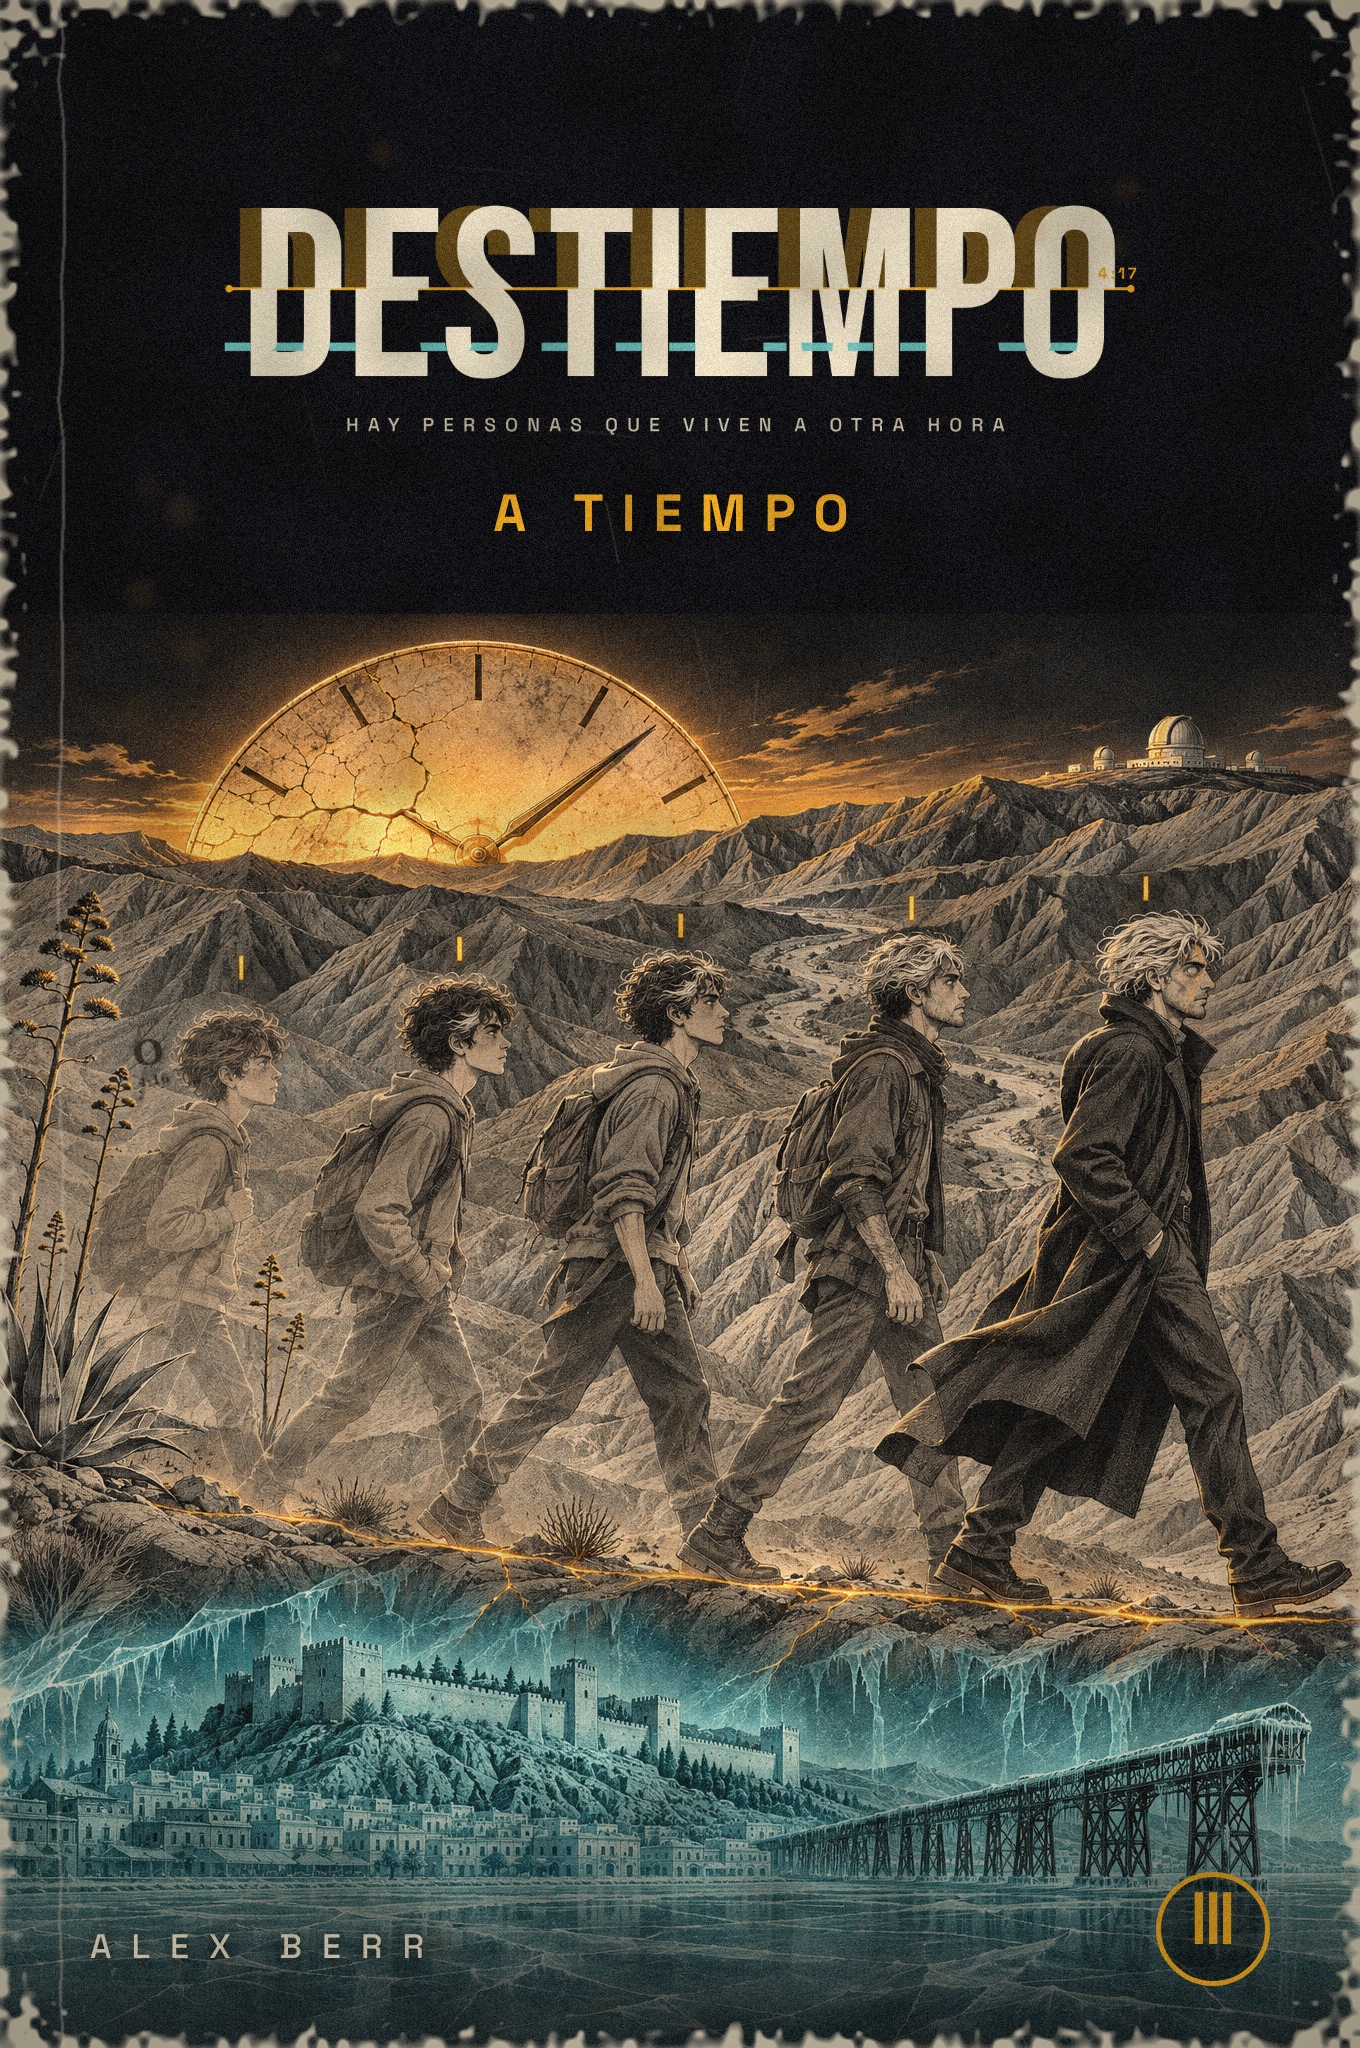 DESTIEMPO
4:17
HAY PERSONAS QUE VIVEN A OTRA HORA
A TIEMPO
ALEX BERR
III